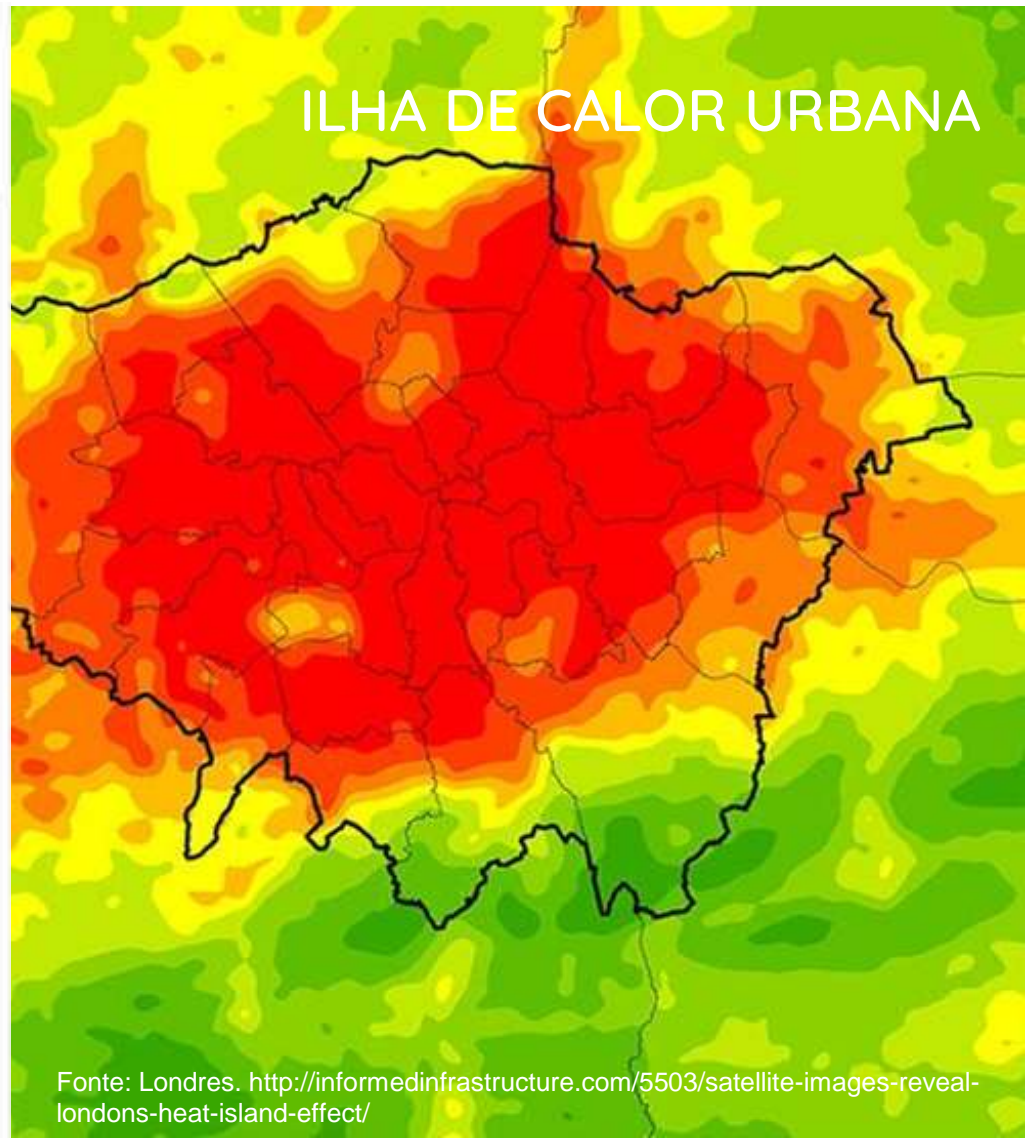 ILHA DE CALOR URBANA
Fonte: Londres. http://informedinfrastructure.com/5503/satellite-images-reveal-
londons-heat-island-effect/